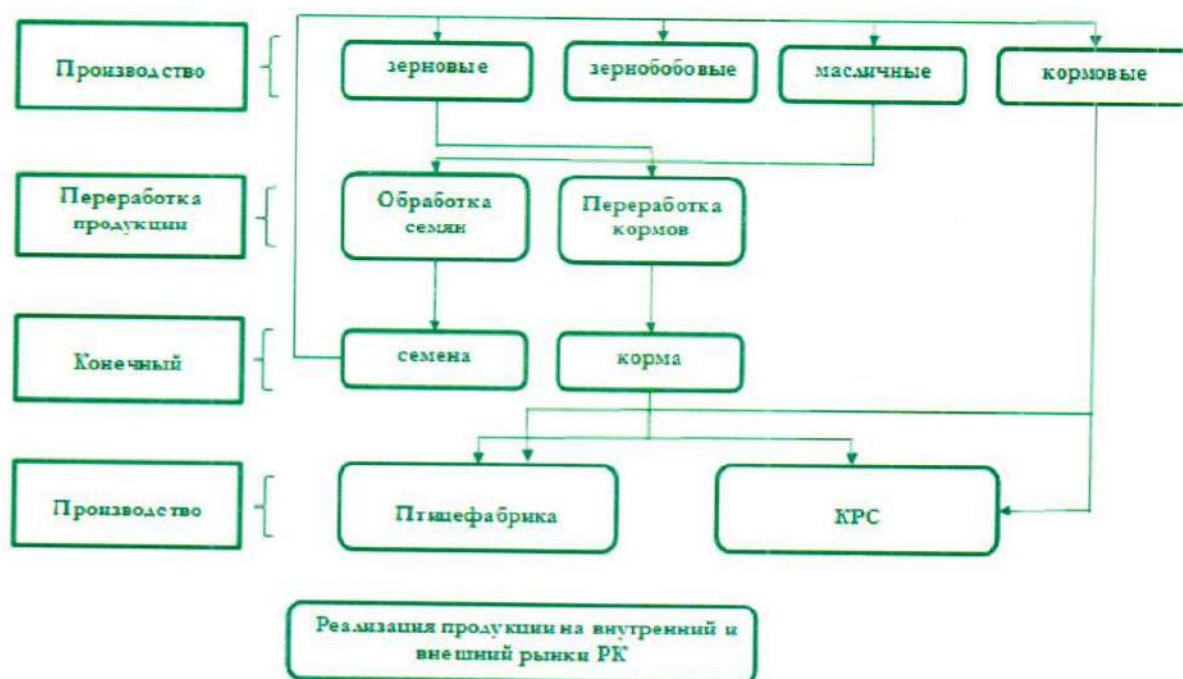 Производство
зерновые
зернобобовые
масличные
кормовые
Переработка
продукции
Обработка
семян
Переработка
кормов
Конечный
семена
корма
Производство
Птицефабрика
КРС
Реализация продукции на внутренний и
внешний рынки РК